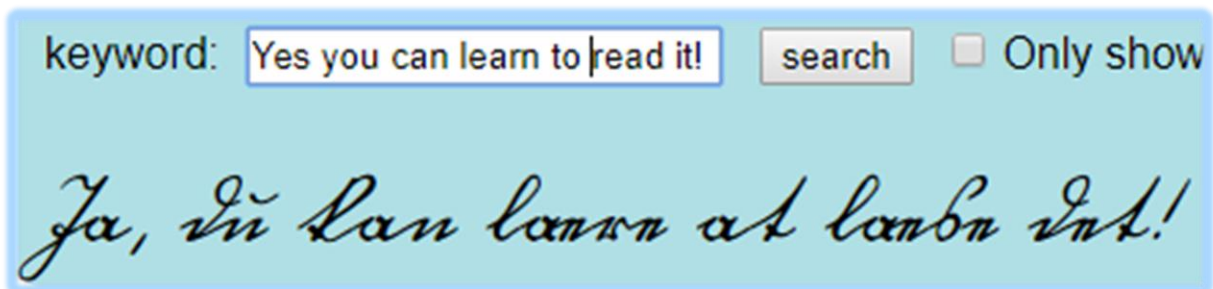 keyword: Yes you can learn to read it! search Only show
Ja, du kan lære at læse det!